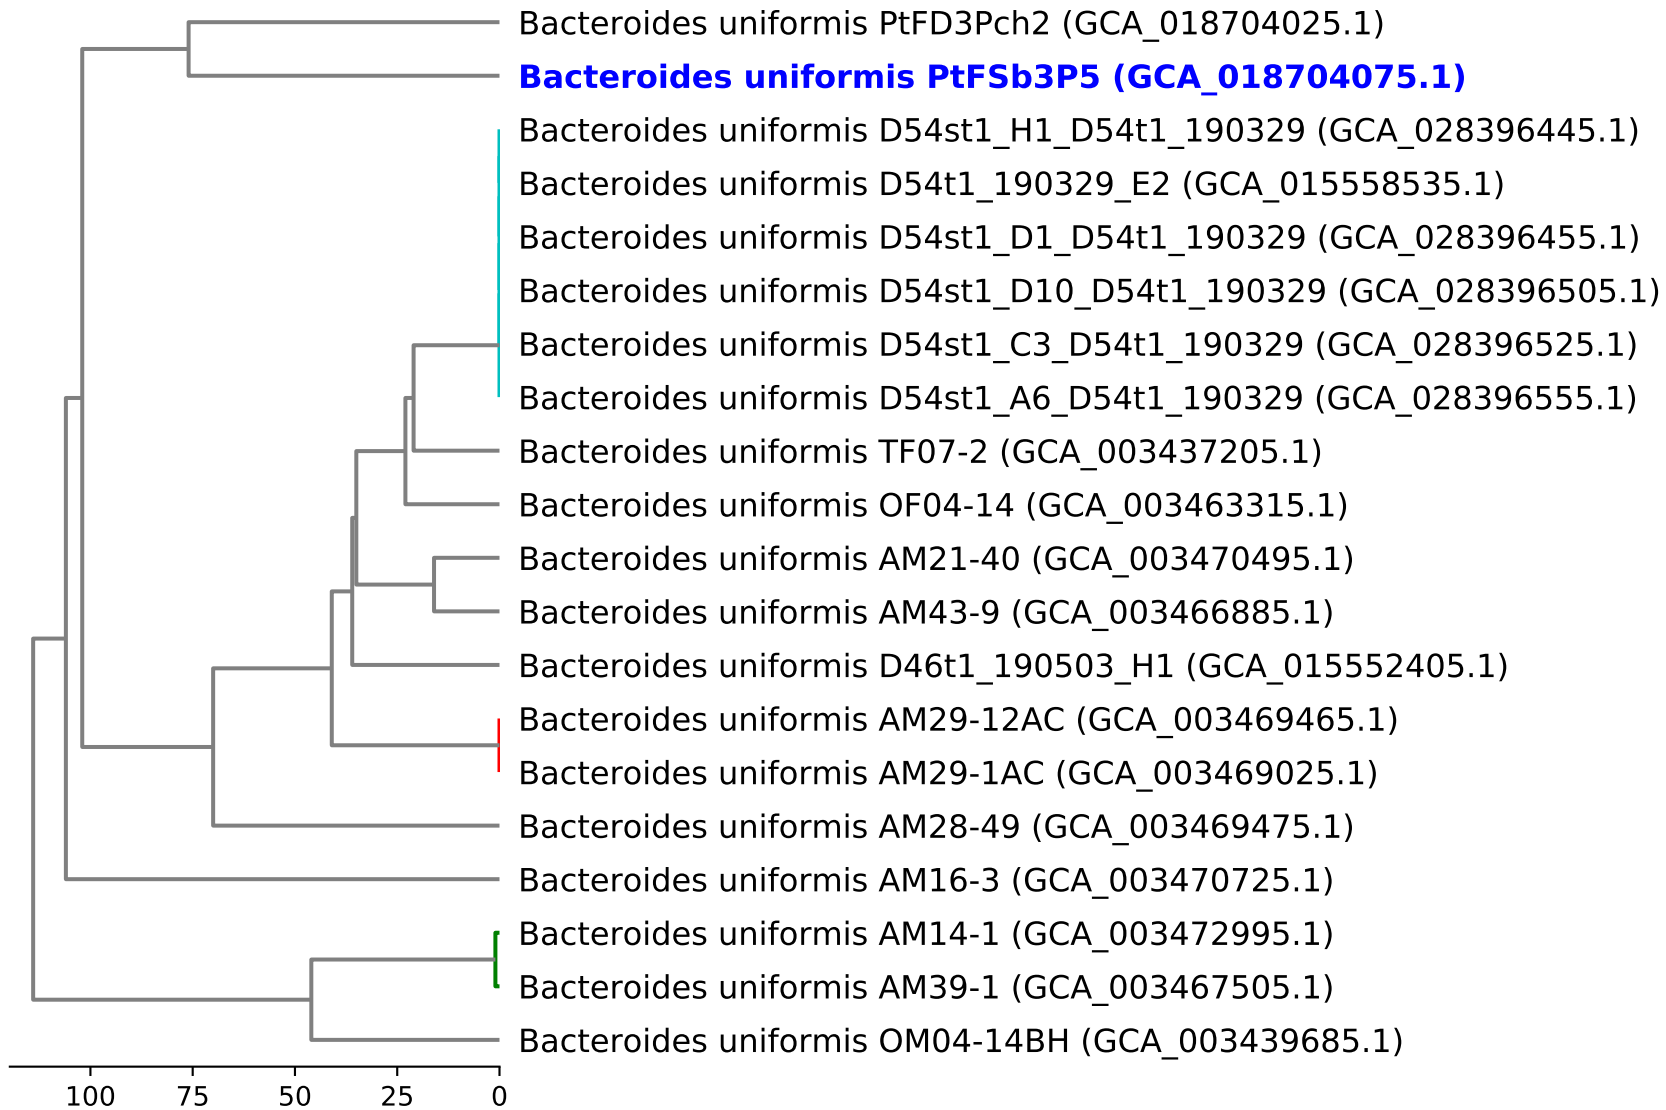 Bacteroides uniformis PtFD3Pch2 (GCA_018704025.1)
Bacteroides uniformis PtFSb3P5 (GCA_018704075.1)
Bacteroides uniformis D54st1_H1_D54t1_190329 (GCA_028396445.1)
Bacteroides uniformis D54t1_190329_E2 (GCA_015558535.1)
Bacteroides uniformis D54st1_D1_D54t1_190329 (GCA_028396455.1)
Bacteroides uniformis D54st1_D10_D54t1_190329 (GCA_028396505.1)
Bacteroides uniformis D54st1_C3_D54t1_190329 (GCA_028396525.1)
Bacteroides uniformis D54st1_A6_D54t1_190329 (GCA_028396555.1)
Bacteroides uniformis TF07-2 (GCA_003437205.1)
Bacteroides uniformis OF04-14 (GCA_003463315.1)
Bacteroides uniformis AM21-40 (GCA_003470495.1)
Bacteroides uniformis AM43-9 (GCA_003466885.1)
Bacteroides uniformis D46t1_190503_H1 (GCA_015552405.1)
Bacteroides uniformis AM29-12AC (GCA_003469465.1)
Bacteroides uniformis AM29-1AC (GCA_003469025.1)
Bacteroides uniformis AM28-49 (GCA_003469475.1)
Bacteroides uniformis AM16-3 (GCA_003470725.1)
Bacteroides uniformis AM14-1 (GCA_003472995.1)
Bacteroides uniformis AM39-1 (GCA_003467505.1)
Bacteroides uniformis OM04-14BH (GCA_003439685.1)
100 75 50 25 0